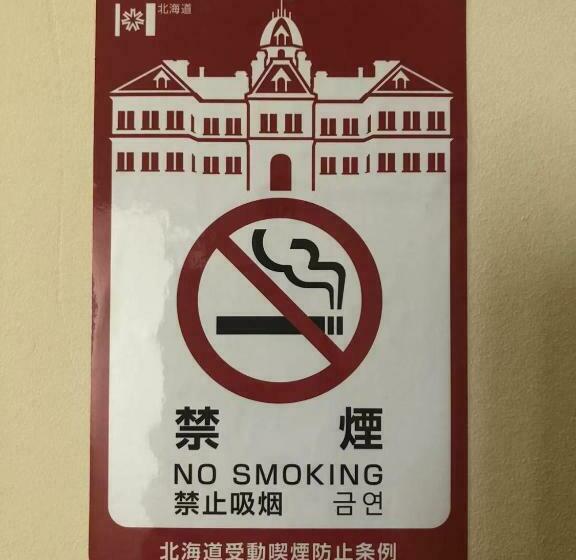 北海道
禁 煙
NO SMOKING
禁止吸烟 금연
北海道受動喫煙防止条例